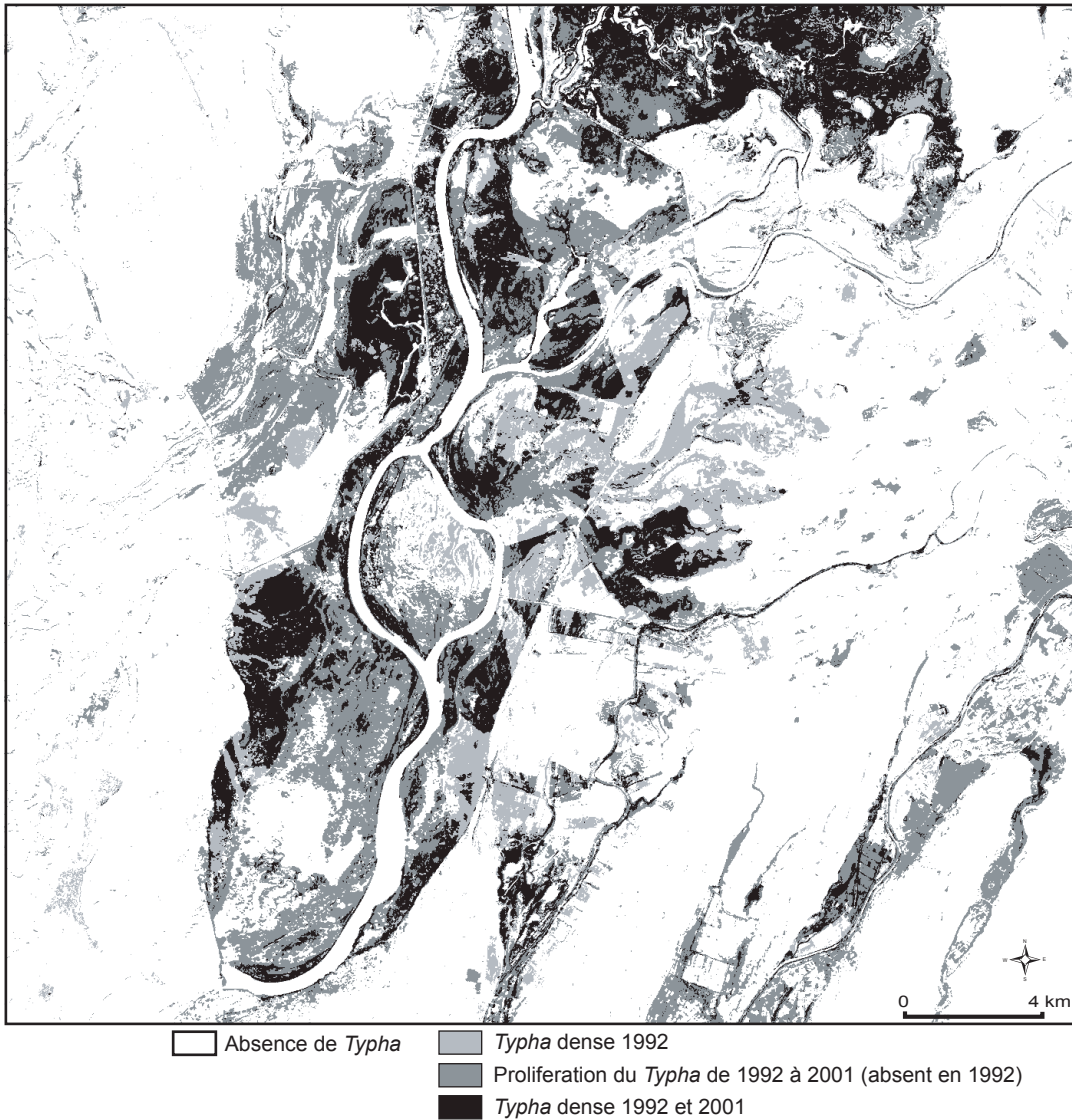 N
W E
S
0 4 km
Absence de Typha
Typha dense 1992
Proliferation du Typha de 1992 à 2001 (absent en 1992)
Typha dense 1992 et 2001